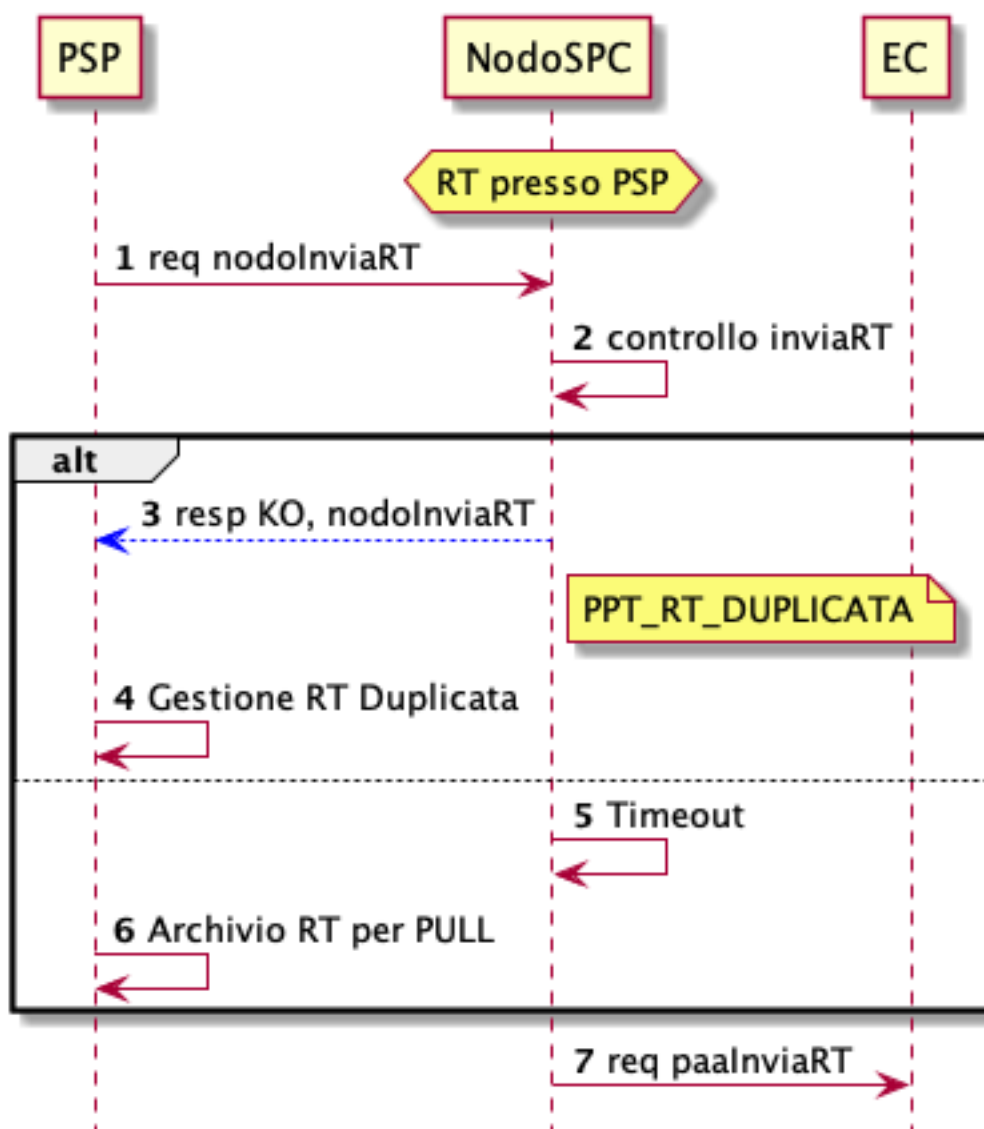 PSP
NodoSPC
EC
RT presso PSP
1 req nodoInviaRT
2 controllo inviaRT
alt
3 resp KO, nodoInviaRT
PPT_RT_DUPLICATA
4 Gestione RT Duplicata
5 Timeout
6 Archivio RT per PULL
7 req paaInviaRT